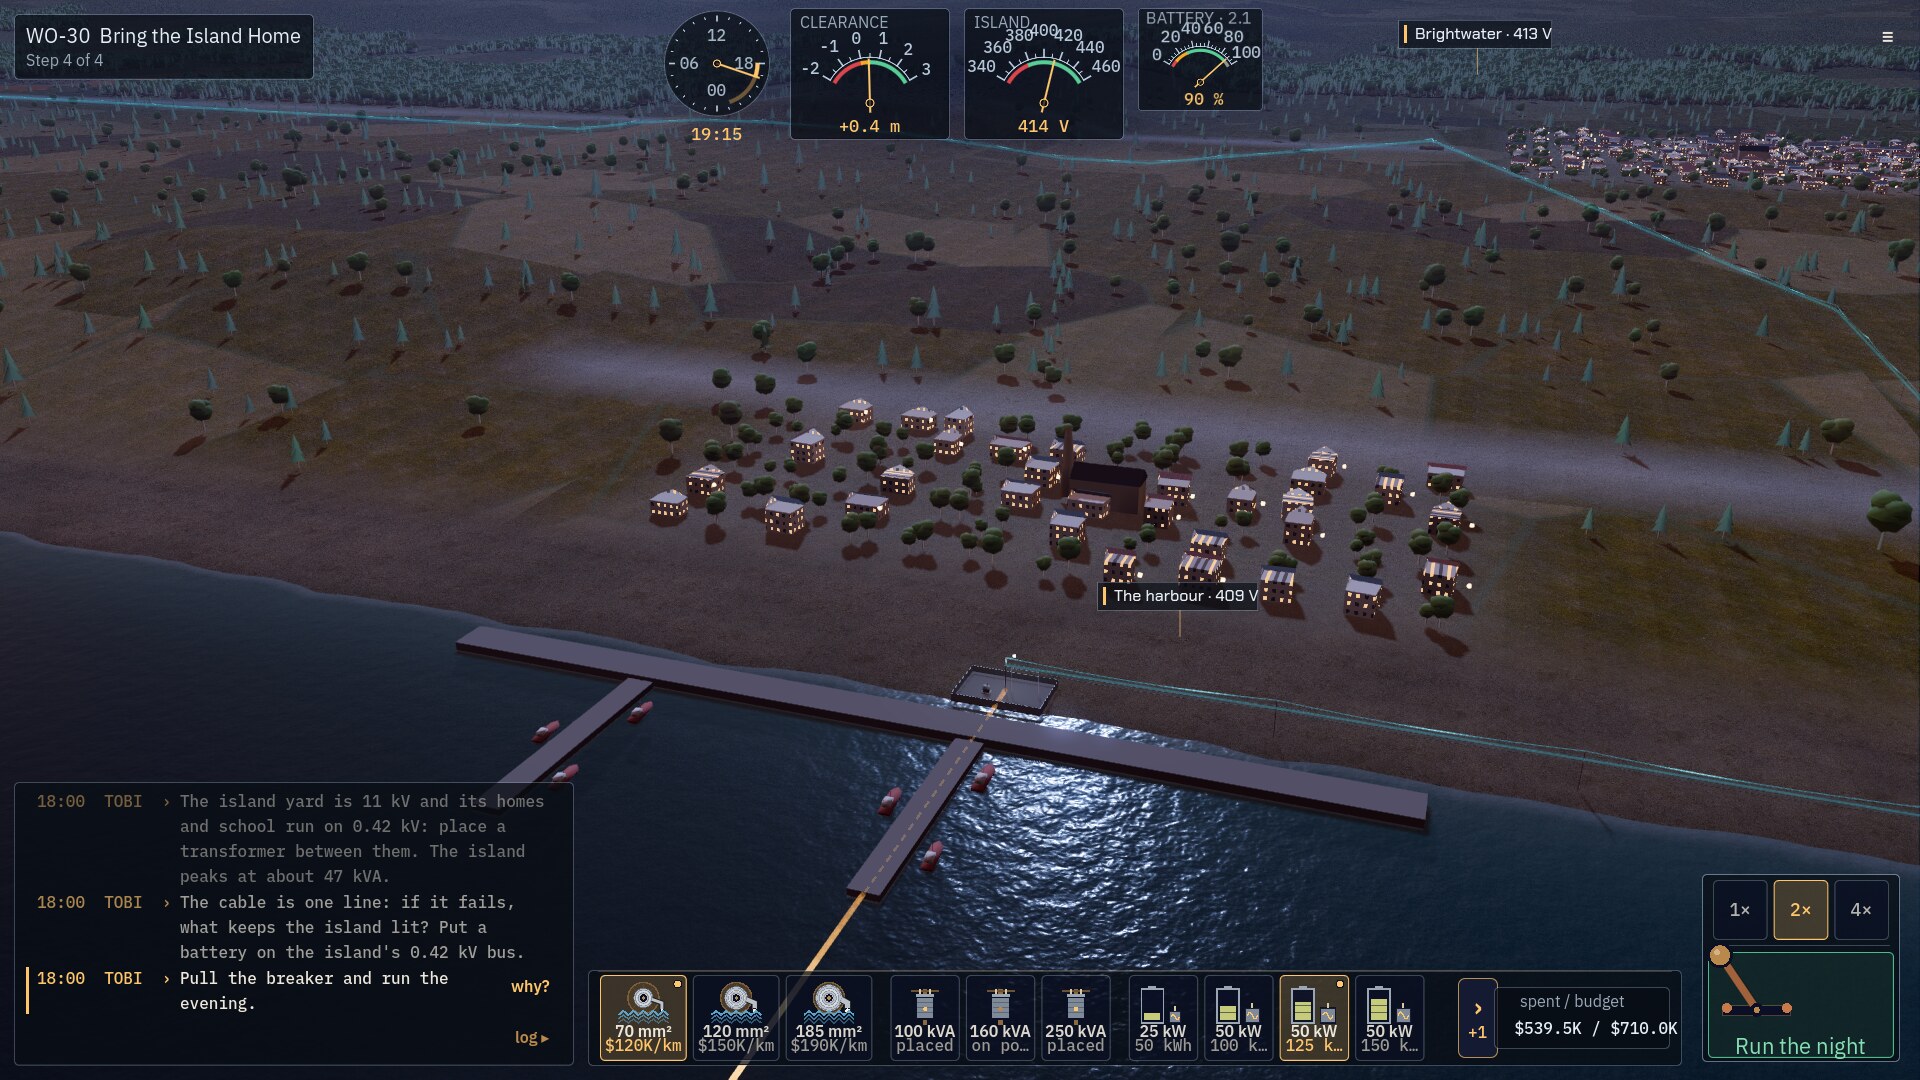 WO-30 Bring the Island Home
Step 4 of 4
12
06
18
00
19:15
CLEARANCE
-2 -1 0 1 2 3
+0.4 m
ISLAND
340 360 380 400 420 440 460
414 V
BATTERY · 2.1
0 20 40 60 80 100
90 %
Brightwater · 413 V
≡
The harbour · 409 V
18:00 TOBI › The island yard is 11 kV and its homes
and school run on 0.42 kV: place a
transformer between them. The island
peaks at about 47 kVA.
18:00 TOBI › The cable is one line: if it fails,
what keeps the island lit? Put a
battery on the island's 0.42 kV bus.
18:00 TOBI › Pull the breaker and run the
evening.
why?
log ▸
70 mm²
$120K/km
120 mm²
$150K/km
185 mm²
$190K/km
100 kVA
placed
160 kVA
on po…
250 kVA
placed
25 kW
50 kWh
50 kW
100 k…
50 kW
125 k…
50 kW
150 k…
›
+1
spent / budget
$539.5K / $710.0K
1×
2×
4×
Run the night